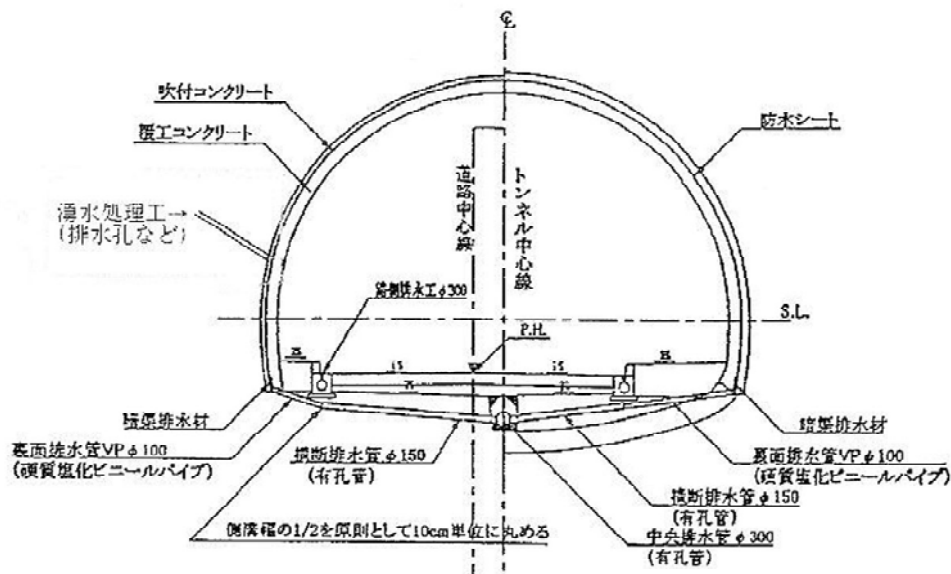 ℄
吹付コンクリート
覆工コンクリート
防水シート
湧水処理工→
(排水孔など)
道路中心線
トンネル中心線
路側排水工φ300
S.L.
P.H.
暗渠排水材
暗渠排水材
裏面排水管VPφ100
(硬質塩化ビニールパイプ)
横断排水管φ150
(有孔管)
裏面排水管VPφ100
(硬質塩化ビニールパイプ)
横断排水管φ150
(有孔管)
側溝幅の1/2を原則として10cm単位に丸める
中央排水管φ300
(有孔管)